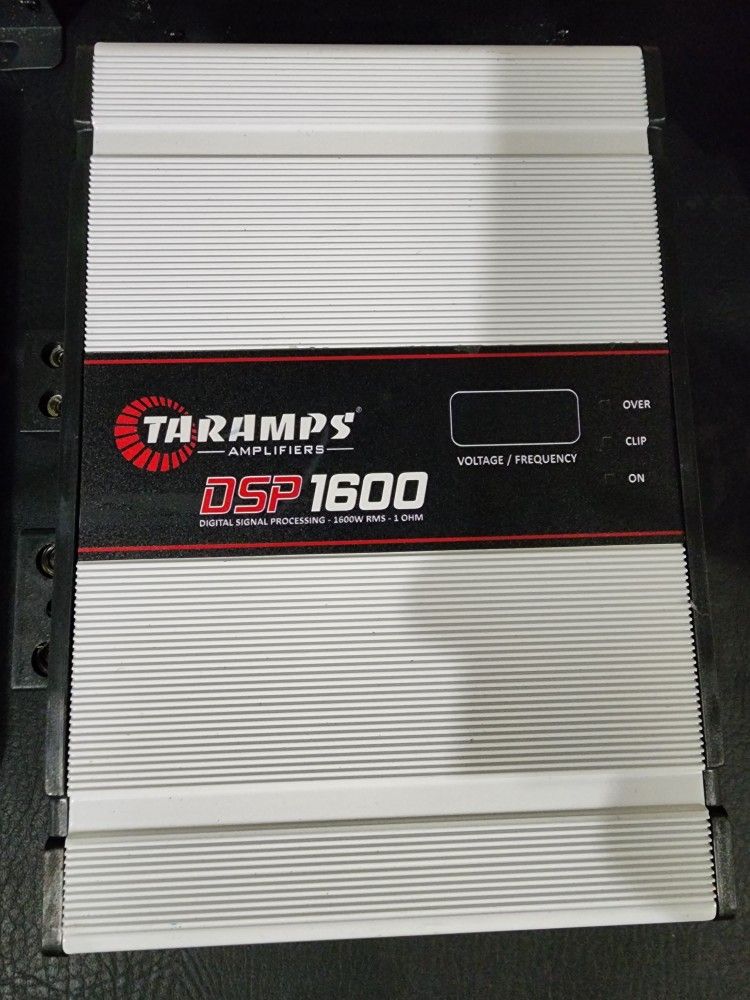 TARAMPS®
AMPLIFIERS
DSP 1600
DIGITAL SIGNAL PROCESSING - 1600W RMS - 1 OHM
VOLTAGE / FREQUENCY
OVER
CLIP
ON